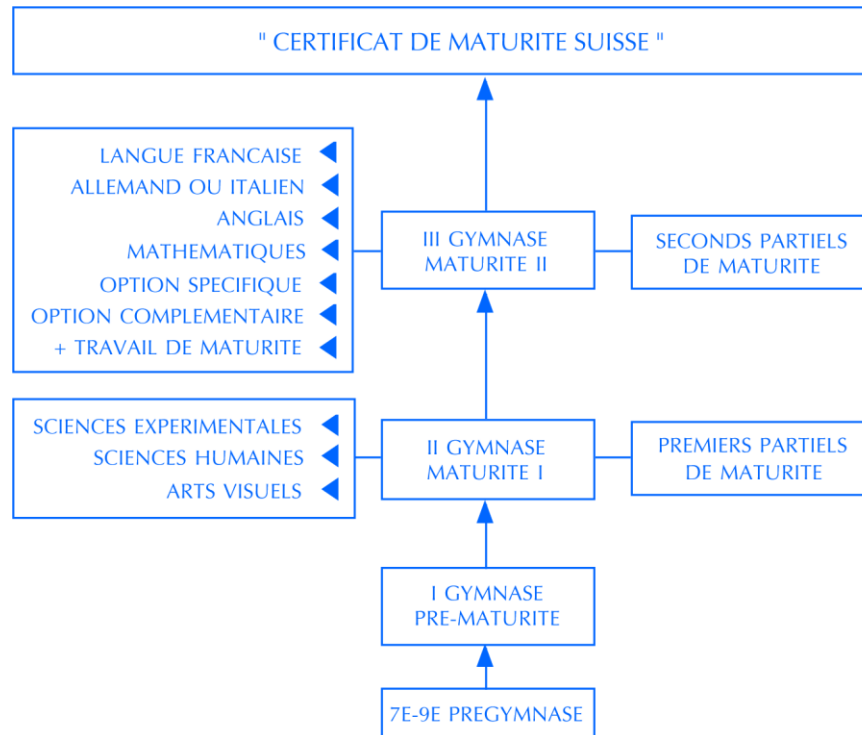 " CERTIFICAT DE MATURITE SUISSE "
LANGUE FRANCAISE
ALLEMAND OU ITALIEN
ANGLAIS
MATHEMATIQUES
OPTION SPECIFIQUE
OPTION COMPLEMENTAIRE
+ TRAVAIL DE MATURITE
III GYMNASE
MATURITE II
SECONDS PARTIELS
DE MATURITE
SCIENCES EXPERIMENTALES
SCIENCES HUMAINES
ARTS VISUELS
II GYMNASE
MATURITE I
PREMIERS PARTIELS
DE MATURITE
I GYMNASE
PRE-MATURITE
7E-9E PREGYMNASE